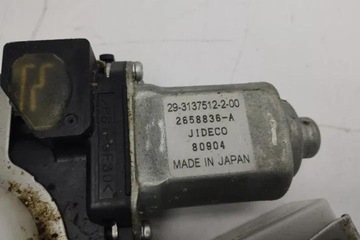 29-3137512-2-00
2658836-A
JIDECO
80904
MADE IN JAPAN